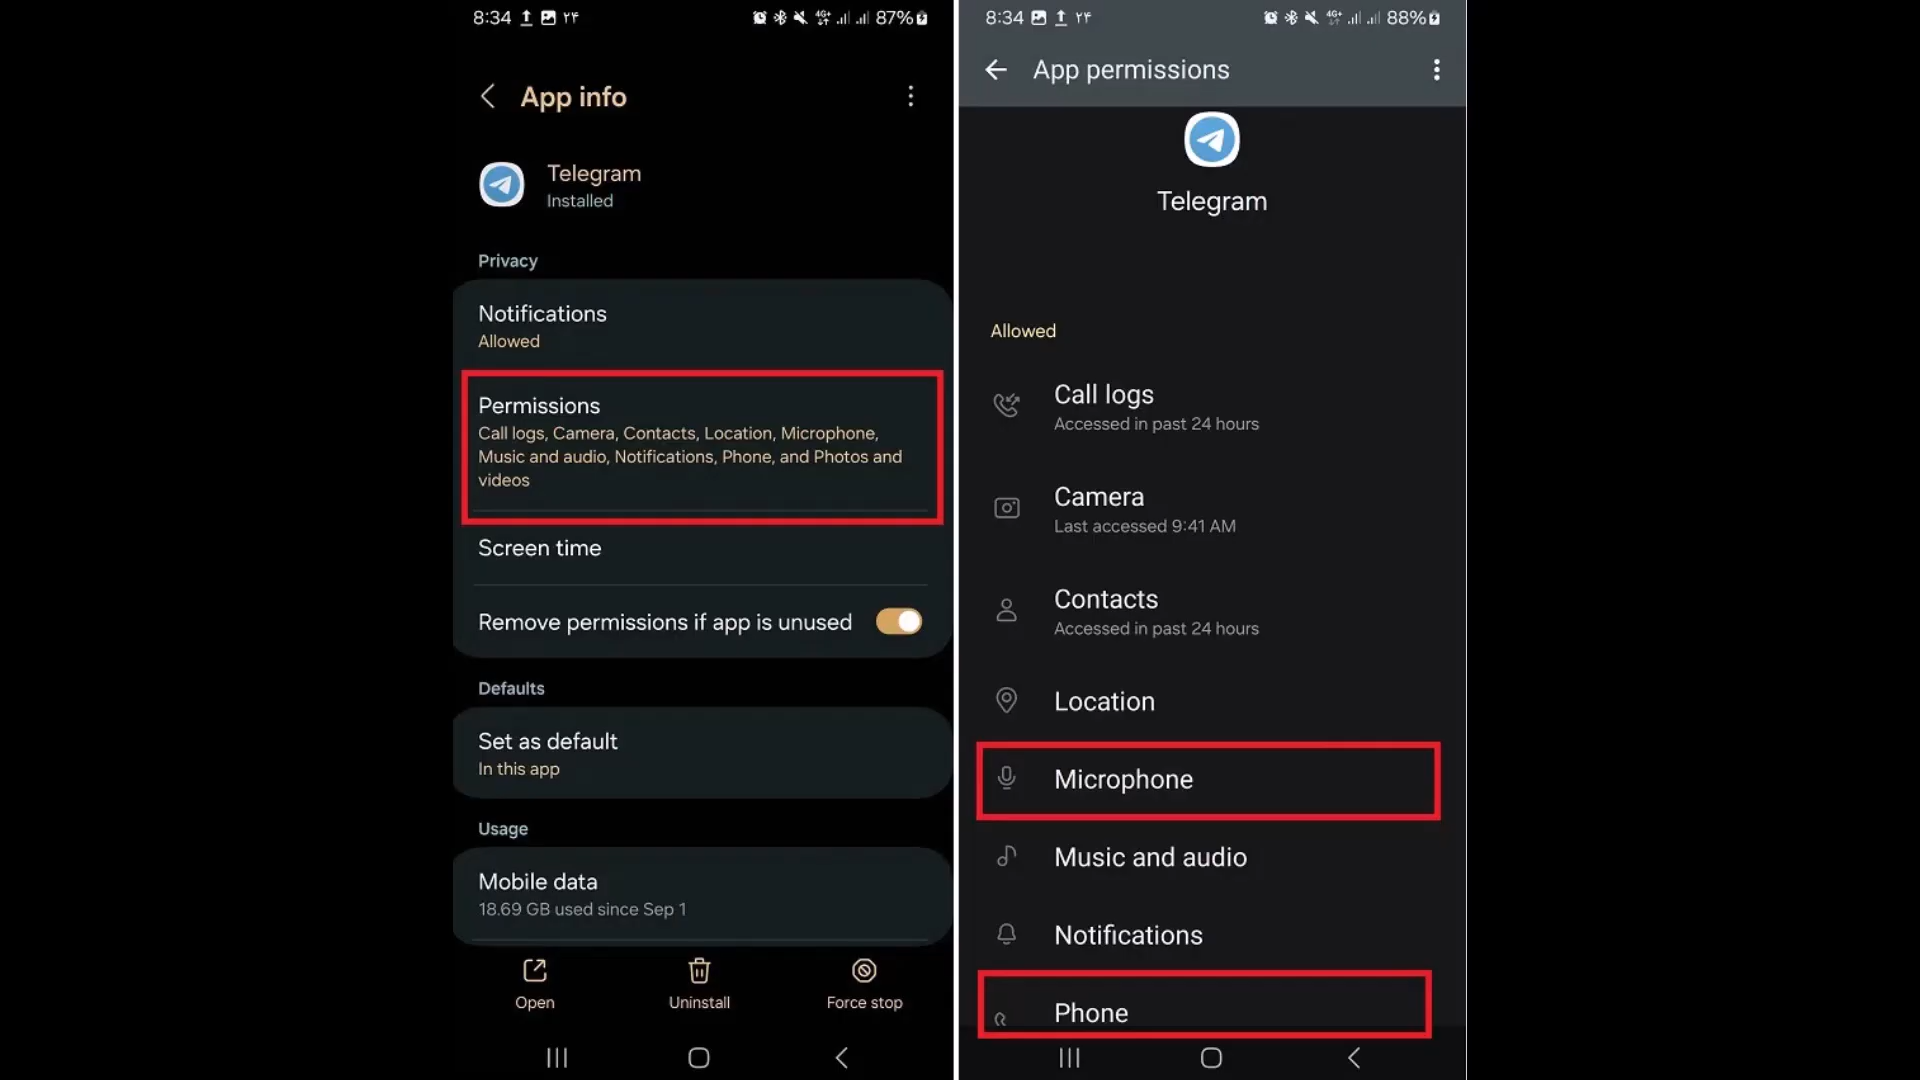 8:34 ۲۴ 4G+ 87%
App info
Telegram
Installed
Privacy
Notifications
Allowed
Permissions
Call logs, Camera, Contacts, Location, Microphone,
Music and audio, Notifications, Phone, and Photos and
videos
Screen time
Remove permissions if app is unused
Defaults
Set as default
In this app
Usage
Mobile data
18.69 GB used since Sep 1
Open
Uninstall
Force stop
8:34 ۲۴ 4G+ 88%
App permissions
Telegram
Allowed
Call logs
Accessed in past 24 hours
Camera
Last accessed 9:41 AM
Contacts
Accessed in past 24 hours
Location
Microphone
Music and audio
Notifications
Phone